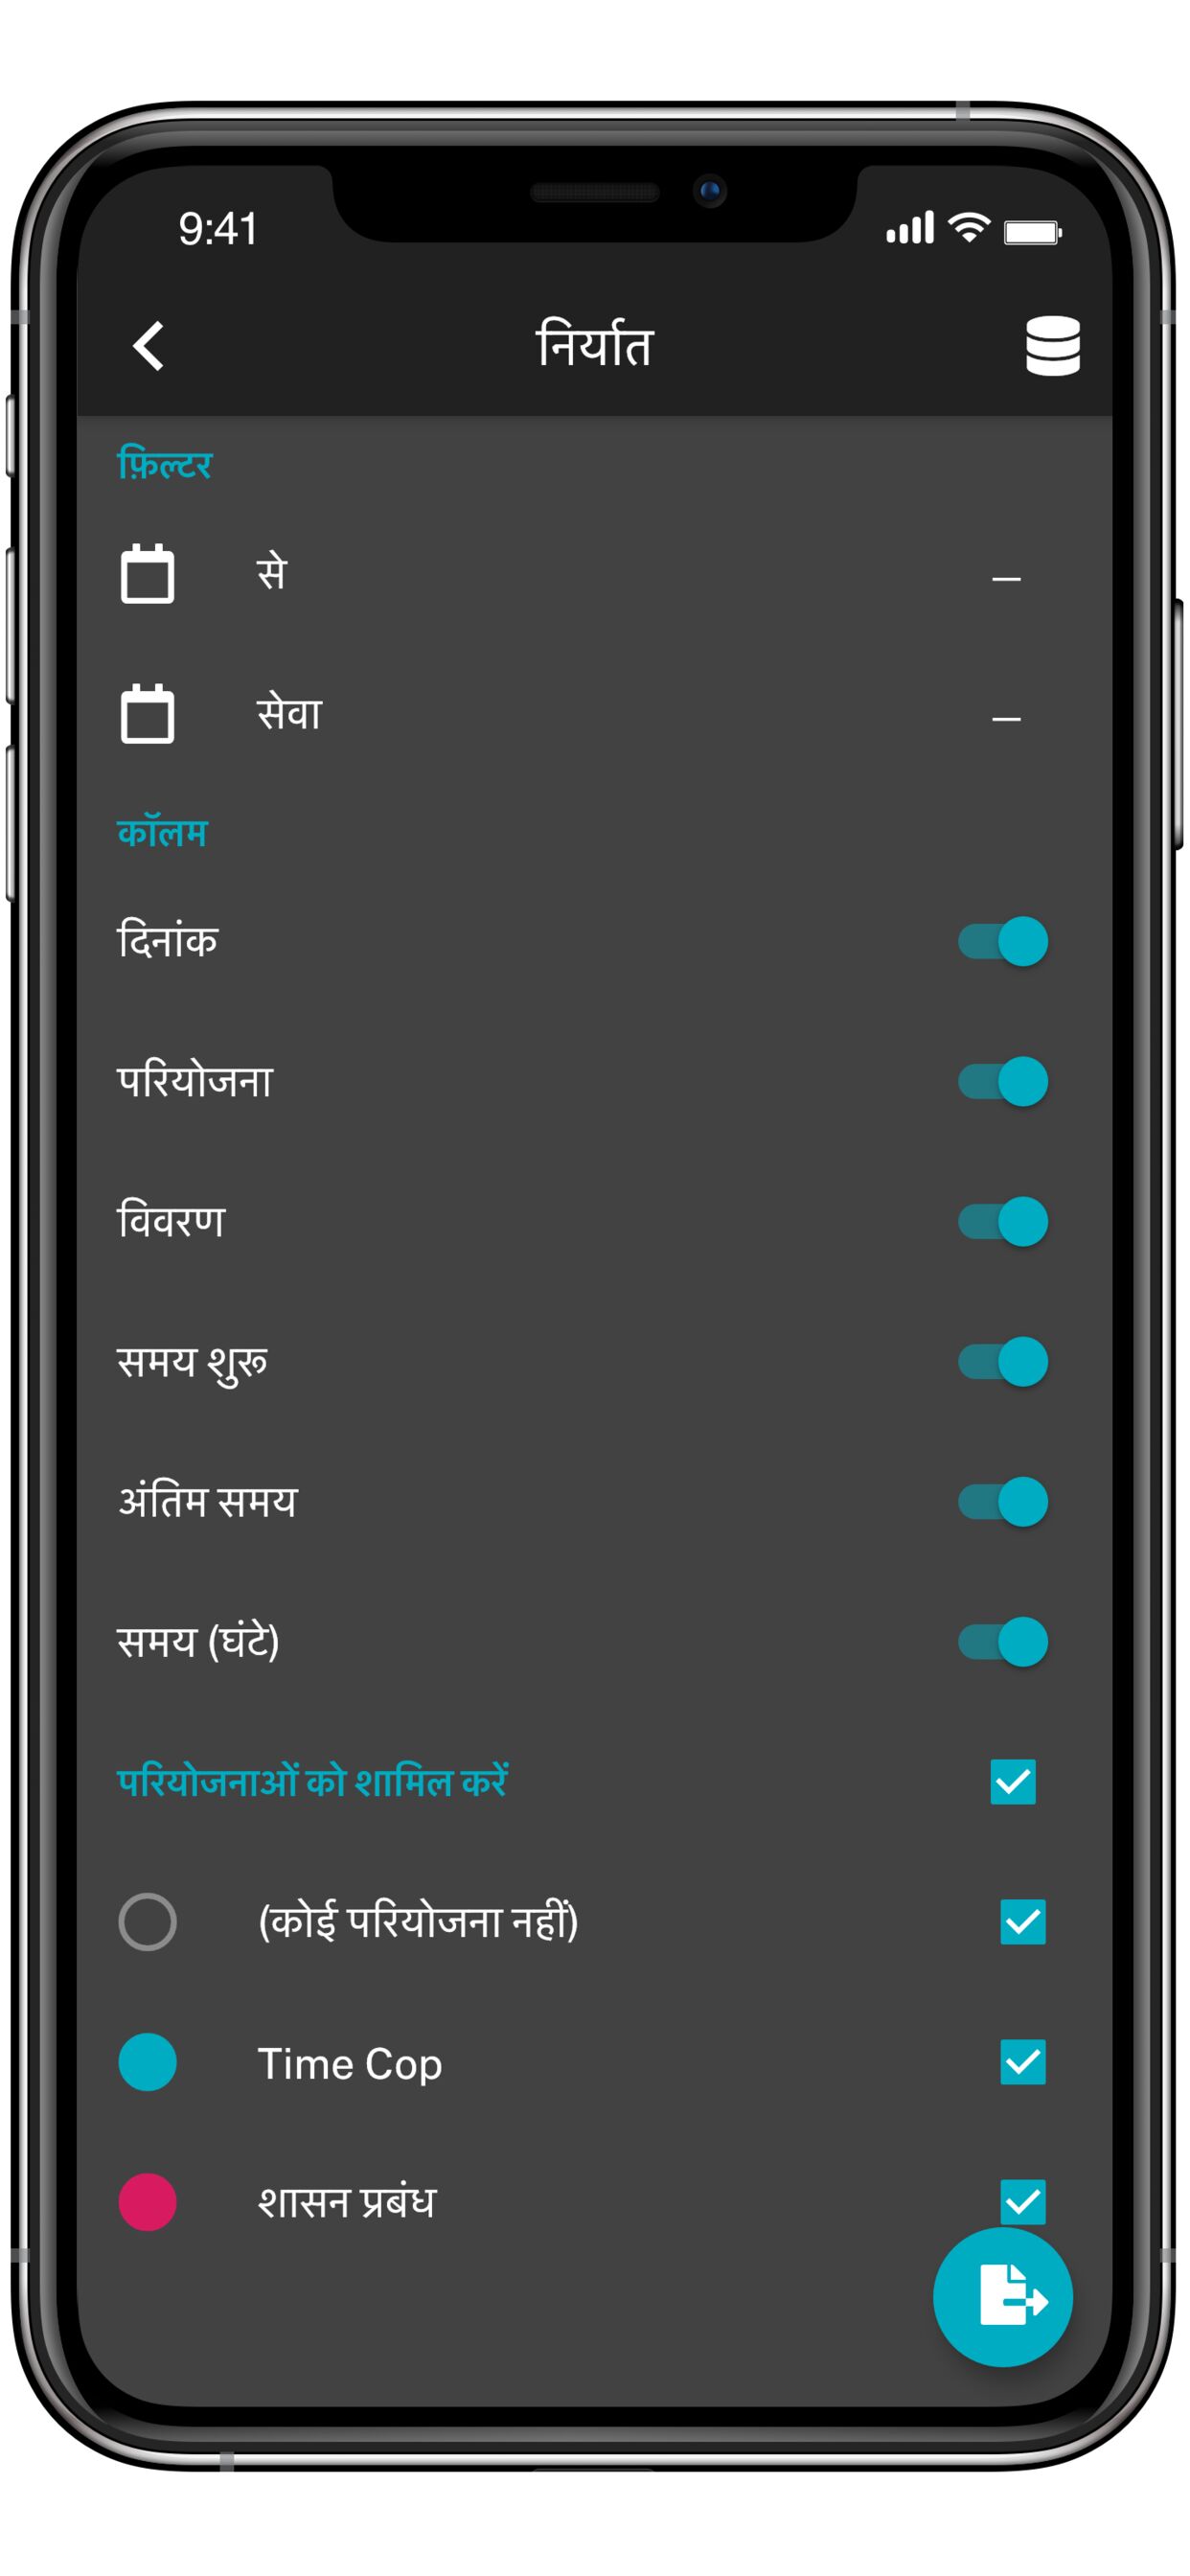 9:41
निर्यात
फ़िल्टर
से –
सेवा –
कॉलम
दिनांक
परियोजना
विवरण
समय शुरू
अंतिम समय
समय (घंटे)
परियोजनाओं को शामिल करें
(कोई परियोजना नहीं)
Time Cop
शासन प्रबंध